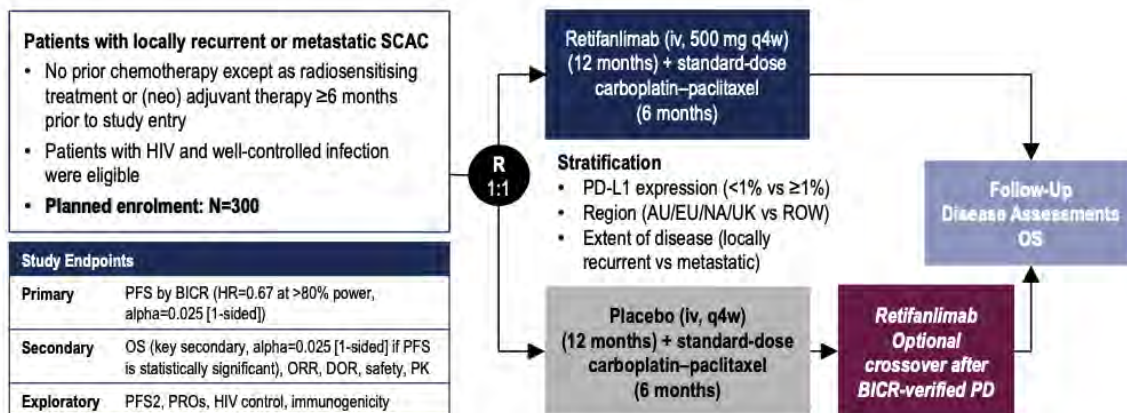 Patients with locally recurrent or metastatic SCAC
• No prior chemotherapy except as radiosensitising
treatment or (neo) adjuvant therapy ≥6 months
prior to study entry
• Patients with HIV and well-controlled infection
were eligible
• Planned enrolment: N=300
Study Endpoints
Primary PFS by BICR (HR=0.67 at >80% power,
alpha=0.025 [1-sided])
Secondary OS (key secondary, alpha=0.025 [1-sided] if PFS
is statistically significant), ORR, DOR, safety, PK
Exploratory PFS2, PROs, HIV control, immunogenicity
R
1:1
Retifanlimab (iv, 500 mg q4w)
(12 months) + standard-dose
carboplatin–paclitaxel
(6 months)
Stratification
• PD-L1 expression (<1% vs ≥1%)
• Region (AU/EU/NA/UK vs ROW)
• Extent of disease (locally
recurrent vs metastatic)
Placebo (iv, q4w)
(12 months) + standard-dose
carboplatin–paclitaxel
(6 months)
Retifanlimab
Optional
crossover after
BICR-verified PD
Follow-Up
Disease Assessments
OS